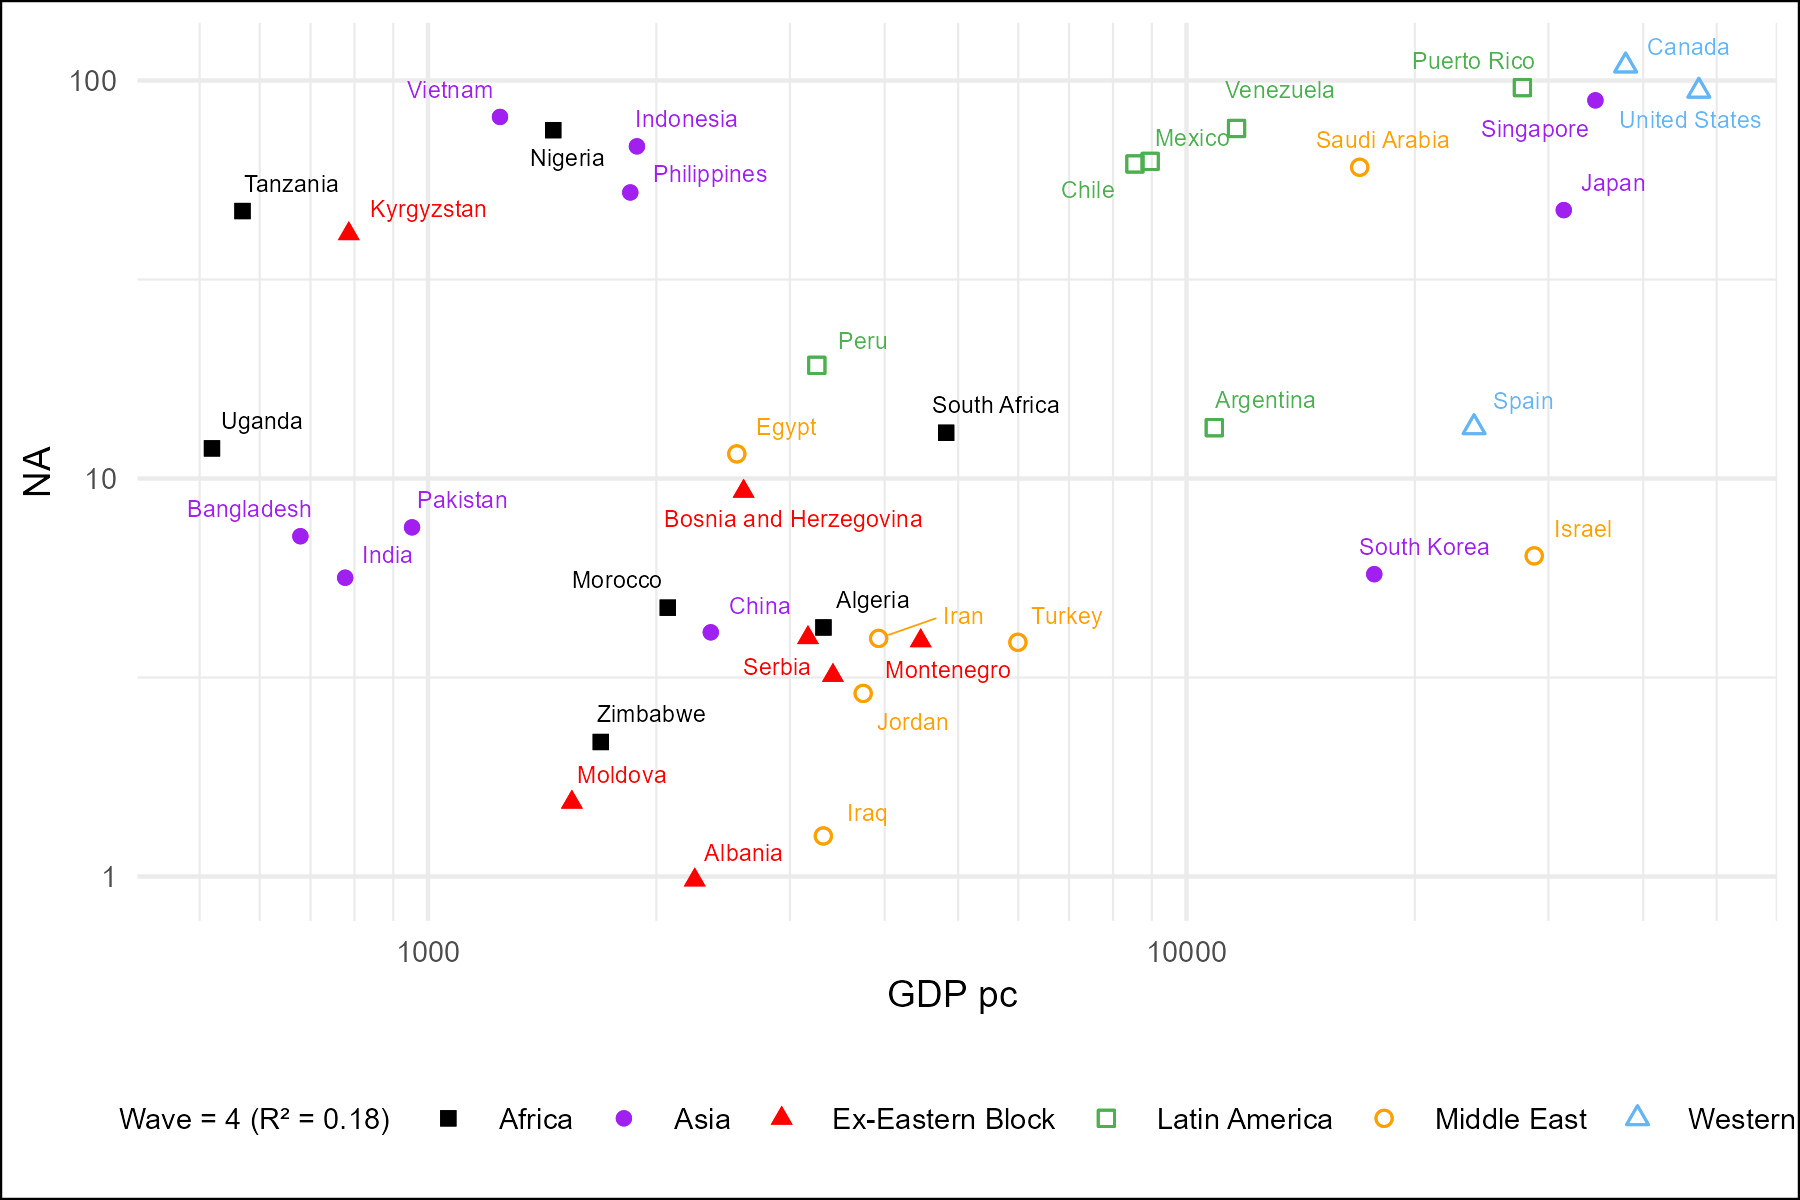 Canada
Puerto Rico
100
Vietnam
Venezuela
Indonesia
United States
Singapore
Mexico
Saudi Arabia
Nigeria
Philippines
Tanzania
Chile
Japan
Kyrgyzstan
Peru
Argentina
Spain
South Africa
Uganda
Egypt
NA
10
Pakistan
Bangladesh
Bosnia and Herzegovina
Israel
India
South Korea
Morocco
China
Algeria
Iran
Turkey
Serbia
Montenegro
Zimbabwe
Jordan
Moldova
Iraq
Albania
1
1000
10000
GDP pc
Wave = 4 (R² = 0.18) Africa Asia Ex-Eastern Block Latin America Middle East Western